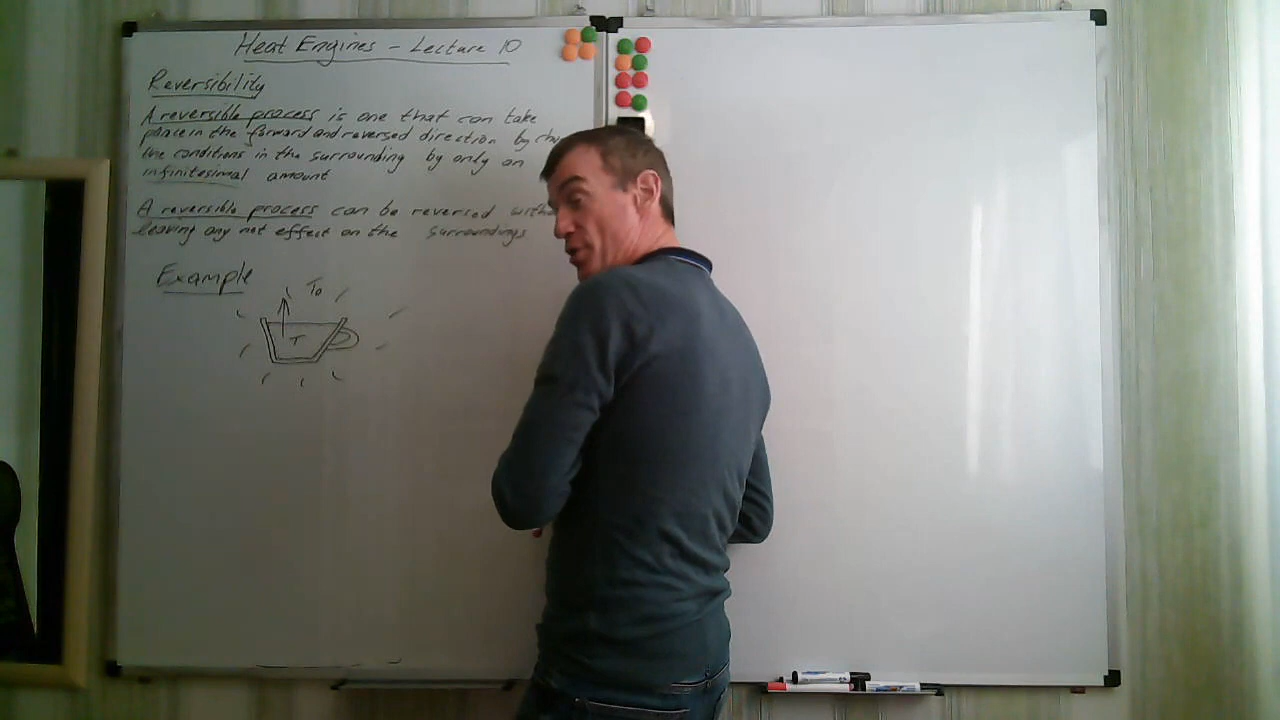 Heat Engines - Lecture 10
Reversibility
A reversible process is one that can take
place in the forward and reversed direction by
the conditions in the surrounding by only an
infinitesimal amount
A reversible process can be reversed
leaving any net effect on the surroundings
Example
To
T